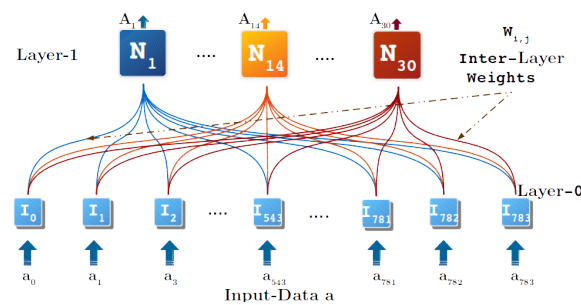 A₁ A₁₄ A₃₀
Layer-1 N₁ .... N₁₄ .... N₃₀ W₁,ⱼ
Inter-Layer
Weights
Layer-0
I₀ I₁ I₂ .... I₅₄₃ .... I₇₈₁ I₇₈₂ I₇₈₃
a₀ a₁ a₃ a₅₄₃ a₇₈₁ a₇₈₂ a₇₈₃
Input-Data a